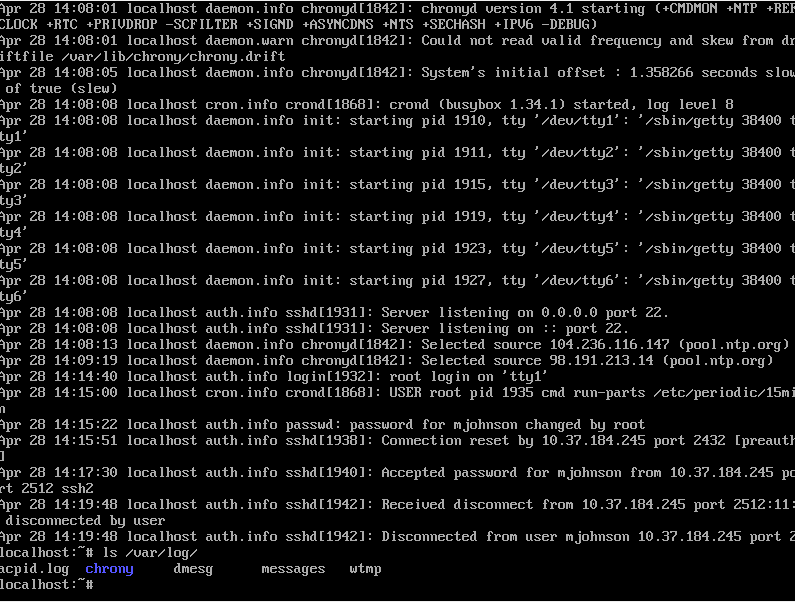 Apr 28 14:08:01 localhost daemon.info chronyd[1842]: chronyd version 4.1 starting (+CMDMON +NTP +REF
CLOCK +RTC +PRIVDROP -SCFILTER +SIGND +ASYNCDNS +NTS +SECHASH +IPV6 -DEBUG)
Apr 28 14:08:01 localhost daemon.warn chronyd[1842]: Could not read valid frequency and skew from dr
iftfile /var/lib/chrony/chrony.drift
Apr 28 14:08:05 localhost daemon.info chronyd[1842]: System's initial offset : 1.358266 seconds slow
 of true (slew)
Apr 28 14:08:08 localhost cron.info crond[1868]: crond (busybox 1.34.1) started, log level 8
Apr 28 14:08:08 localhost daemon.info init: starting pid 1910, tty '/dev/tty1': '/sbin/getty 38400 t
ty1'
Apr 28 14:08:08 localhost daemon.info init: starting pid 1911, tty '/dev/tty2': '/sbin/getty 38400 t
ty2'
Apr 28 14:08:08 localhost daemon.info init: starting pid 1915, tty '/dev/tty3': '/sbin/getty 38400 t
ty3'
Apr 28 14:08:08 localhost daemon.info init: starting pid 1919, tty '/dev/tty4': '/sbin/getty 38400 t
ty4'
Apr 28 14:08:08 localhost daemon.info init: starting pid 1923, tty '/dev/tty5': '/sbin/getty 38400 t
ty5'
Apr 28 14:08:08 localhost daemon.info init: starting pid 1927, tty '/dev/tty6': '/sbin/getty 38400 t
ty6'
Apr 28 14:08:08 localhost auth.info sshd[1931]: Server listening on 0.0.0.0 port 22.
Apr 28 14:08:08 localhost auth.info sshd[1931]: Server listening on :: port 22.
Apr 28 14:08:13 localhost daemon.info chronyd[1842]: Selected source 104.236.116.147 (pool.ntp.org)
Apr 28 14:09:19 localhost daemon.info chronyd[1842]: Selected source 98.191.213.14 (pool.ntp.org)
Apr 28 14:14:40 localhost auth.info login[1932]: root login on 'tty1'
Apr 28 14:15:00 localhost cron.info crond[1868]: USER root pid 1935 cmd run-parts /etc/periodic/15mi
n
Apr 28 14:15:22 localhost auth.info passwd: password for mjohnson changed by root
Apr 28 14:15:51 localhost auth.info sshd[1938]: Connection reset by 10.37.184.245 port 2432 [preauth
]
Apr 28 14:17:30 localhost auth.info sshd[1940]: Accepted password for mjohnson from 10.37.184.245 po
rt 2512 ssh2
Apr 28 14:19:48 localhost auth.info sshd[1942]: Received disconnect from 10.37.184.245 port 2512:11:
 disconnected by user
Apr 28 14:19:48 localhost auth.info sshd[1942]: Disconnected from user mjohnson 10.37.184.245 port 2
localhost:~# ls /var/log/
acpid.log  chrony     dmesg      messages   wtmp
localhost:~#